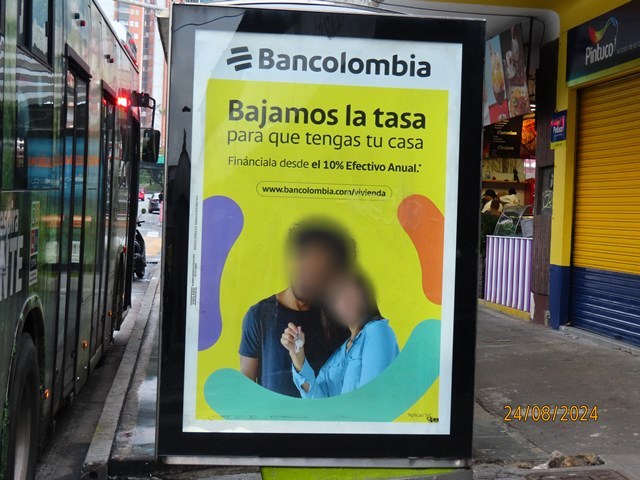 Bancolombia
Bajamos la tasa
para que tengas tu casa
Fináncíala desde el 10% Efectivo Anual.*
www.bancolombia.com/vivienda
Pintuco
24/08/2024